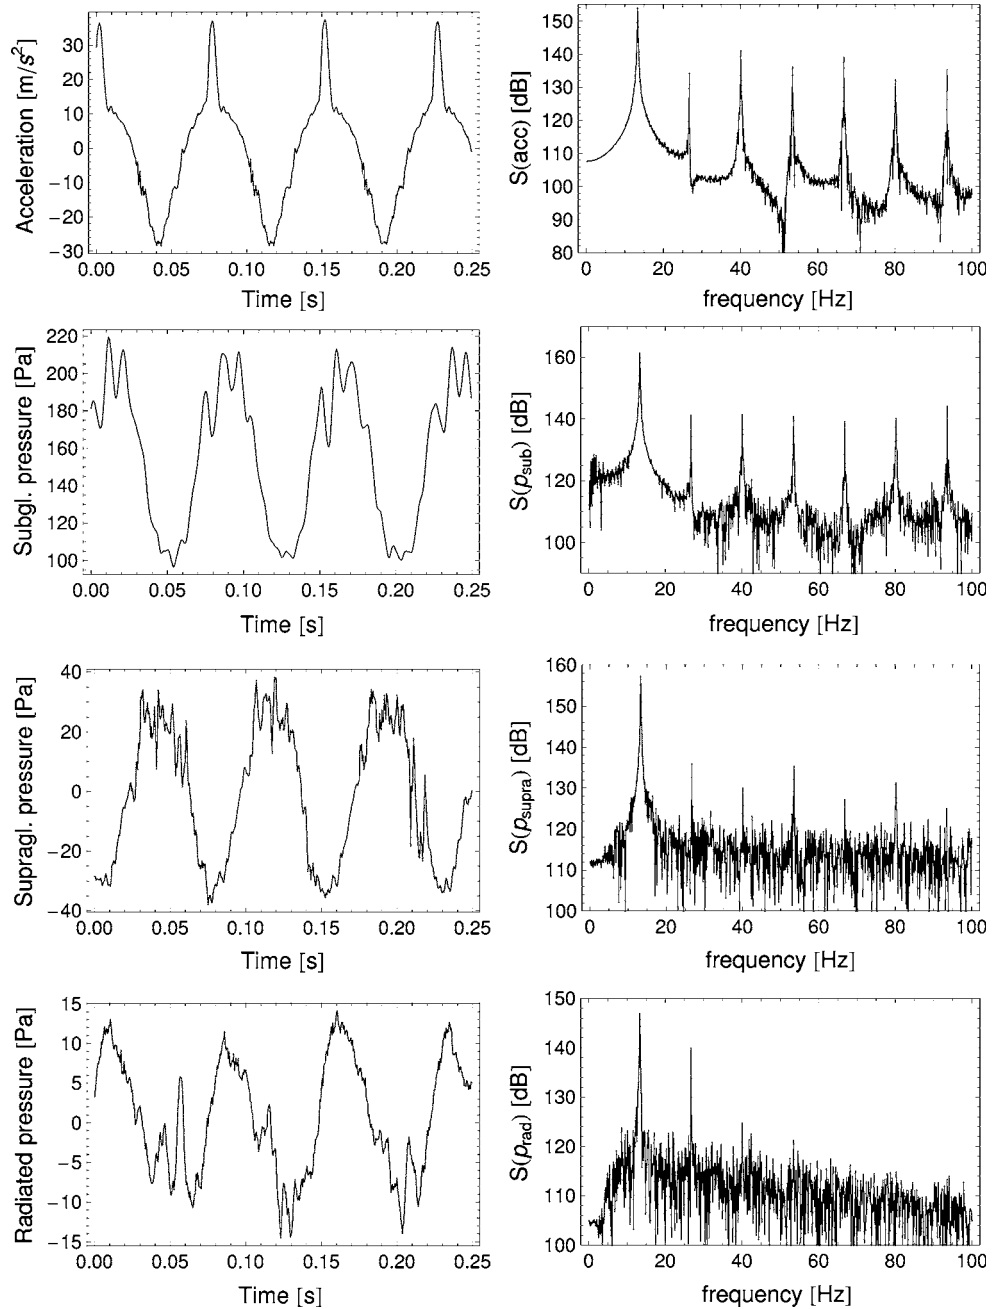 Acceleration [m/s²]
30
20
10
0
−10
−20
−30
0.00 0.05 0.10 0.15 0.20 0.25
Time [s]
S(acc) [dB]
150
140
130
120
110
100
90
80
0 20 40 60 80 100
frequency [Hz]
Subgl. pressure [Pa]
220
200
180
160
140
120
100
0.00 0.05 0.10 0.15 0.20 0.25
Time [s]
S(p_sub) [dB]
160
140
120
100
0 20 40 60 80 100
frequency [Hz]
Supragl. pressure [Pa]
40
20
0
−20
−40
0.00 0.05 0.10 0.15 0.20 0.25
Time [s]
S(p_supra) [dB]
160
150
140
130
120
110
100
0 20 40 60 80 100
frequency [Hz]
Radiated pressure [Pa]
15
10
5
0
−5
−10
−15
0.00 0.05 0.10 0.15 0.20 0.25
Time [s]
S(p_rad) [dB]
150
140
130
120
110
100
0 20 40 60 80 100
frequency [Hz]